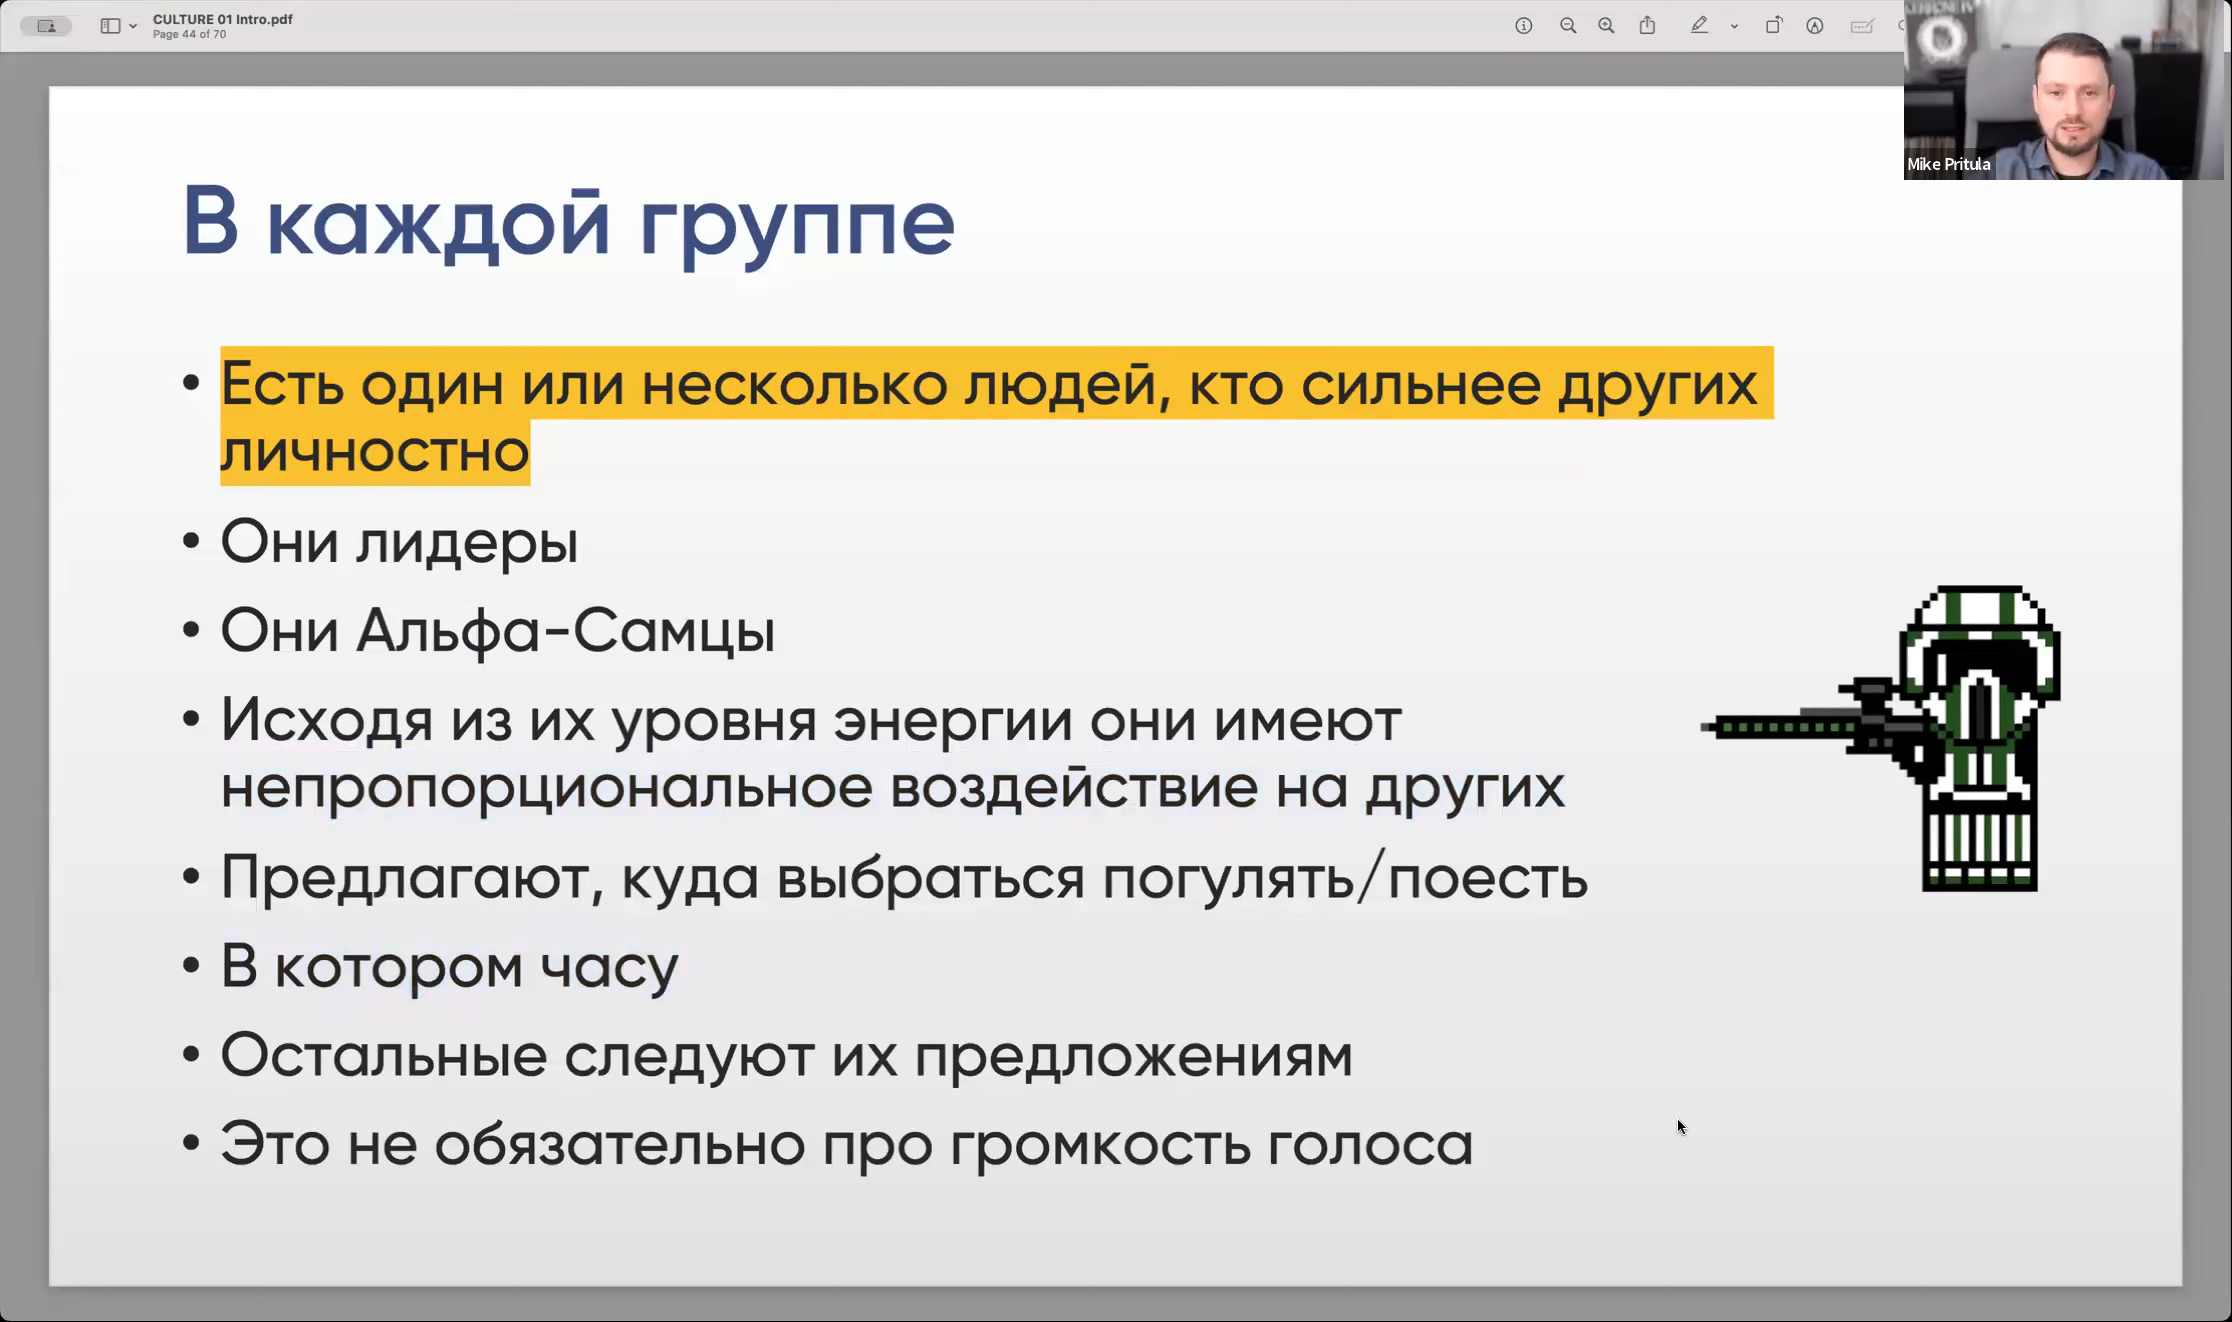 CULTURE 01 Intro.pdf
Page 44 of 70
Mike Pritula
В каждой группе
• Есть один или несколько людей, кто сильнее других
личностно
• Они лидеры
• Они Альфа-Самцы
• Исходя из их уровня энергии они имеют
непропорциональное воздействие на других
• Предлагают, куда выбраться погулять/поесть
• В котором часу
• Остальные следуют их предложениям
• Это не обязательно про громкость голоса